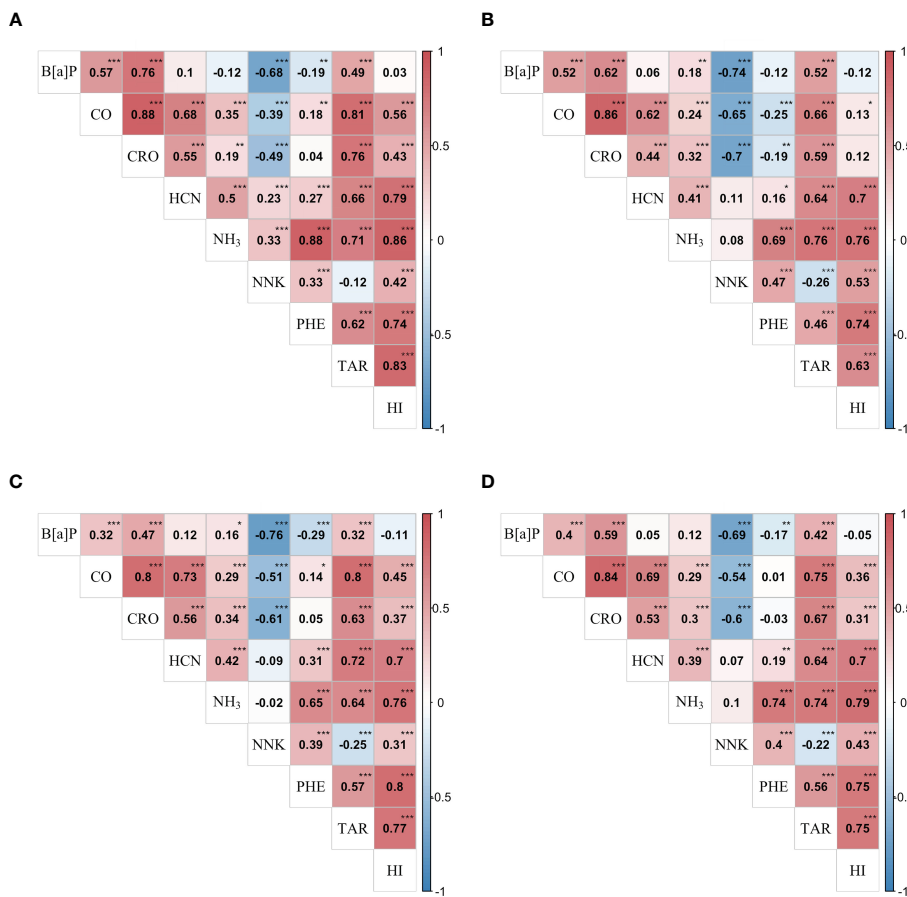 A
B[a]P 0.57*** 0.76*** 0.1 -0.12 -0.68*** -0.19** 0.49*** 0.03
CO 0.88*** 0.68*** 0.35*** -0.39*** 0.18** 0.81*** 0.56***
CRO 0.55*** 0.19** -0.49*** 0.04 0.76*** 0.43***
HCN 0.5*** 0.23*** 0.27*** 0.66*** 0.79***
NH₃ 0.33*** 0.88*** 0.71*** 0.86***
NNK 0.33*** -0.12 0.42***
PHE 0.62*** 0.74***
TAR 0.83***
HI
1
0.5
0
-0.5
-1
B
B[a]P 0.52*** 0.62*** 0.06 0.18** -0.74*** -0.12 0.52*** -0.12
CO 0.86*** 0.62*** 0.24*** -0.65*** -0.25*** 0.66*** 0.13*
CRO 0.44*** 0.32*** -0.7*** -0.19** 0.59*** 0.12
HCN 0.41*** 0.11 0.16* 0.64*** 0.7***
NH₃ 0.08 0.69*** 0.76*** 0.76***
NNK 0.47*** -0.26*** 0.53***
PHE 0.46*** 0.74***
TAR 0.63***
HI
1
0.5
0
-0.5
-1
C
B[a]P 0.32*** 0.47*** 0.12 0.16* -0.76*** -0.29*** 0.32*** -0.11
CO 0.8*** 0.73*** 0.29*** -0.51*** 0.14* 0.8*** 0.45***
CRO 0.56*** 0.34*** -0.61*** 0.05 0.63*** 0.37***
HCN 0.42*** -0.09 0.31*** 0.72*** 0.7***
NH₃ -0.02 0.65*** 0.64*** 0.76***
NNK 0.39*** -0.25*** 0.31***
PHE 0.57*** 0.8***
TAR 0.77***
HI
1
0.5
0
-0.5
-1
D
B[a]P 0.4*** 0.59*** 0.05 0.12 -0.69*** -0.17** 0.42*** -0.05
CO 0.84*** 0.69*** 0.29*** -0.54*** 0.01 0.75*** 0.36***
CRO 0.53*** 0.3*** -0.6*** -0.03 0.67*** 0.31***
HCN 0.39*** 0.07 0.19** 0.64*** 0.7***
NH₃ 0.1 0.74*** 0.74*** 0.79***
NNK 0.4*** -0.22*** 0.43***
PHE 0.56*** 0.75***
TAR 0.75***
HI
1
0.5
0
-0.5
-1